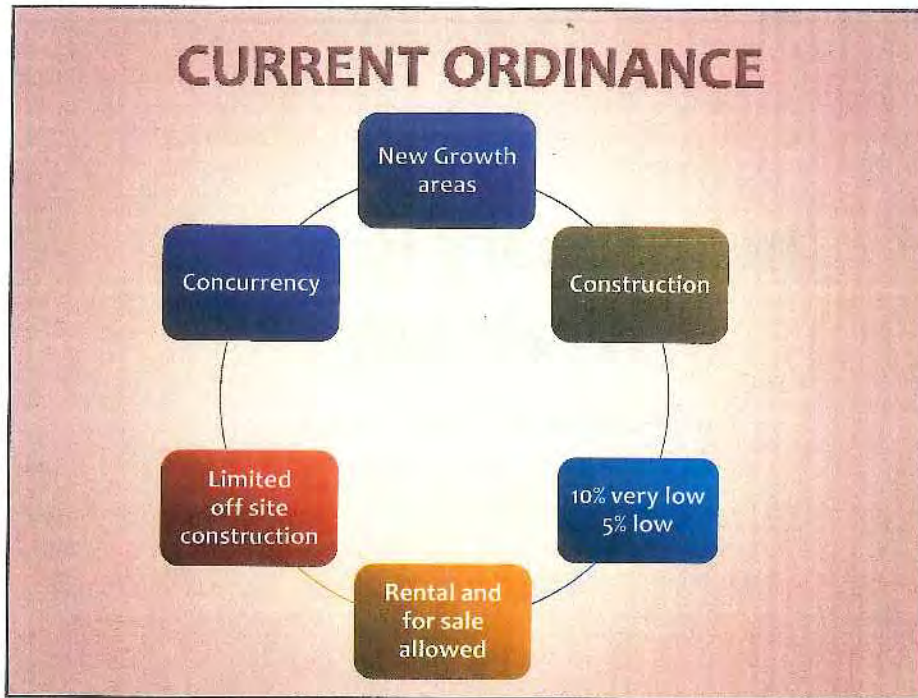 CURRENT ORDINANCE
New Growth
areas
Construction
10% very low
5% low
Rental and
for sale
allowed
Limited
off site
construction
Concurrency